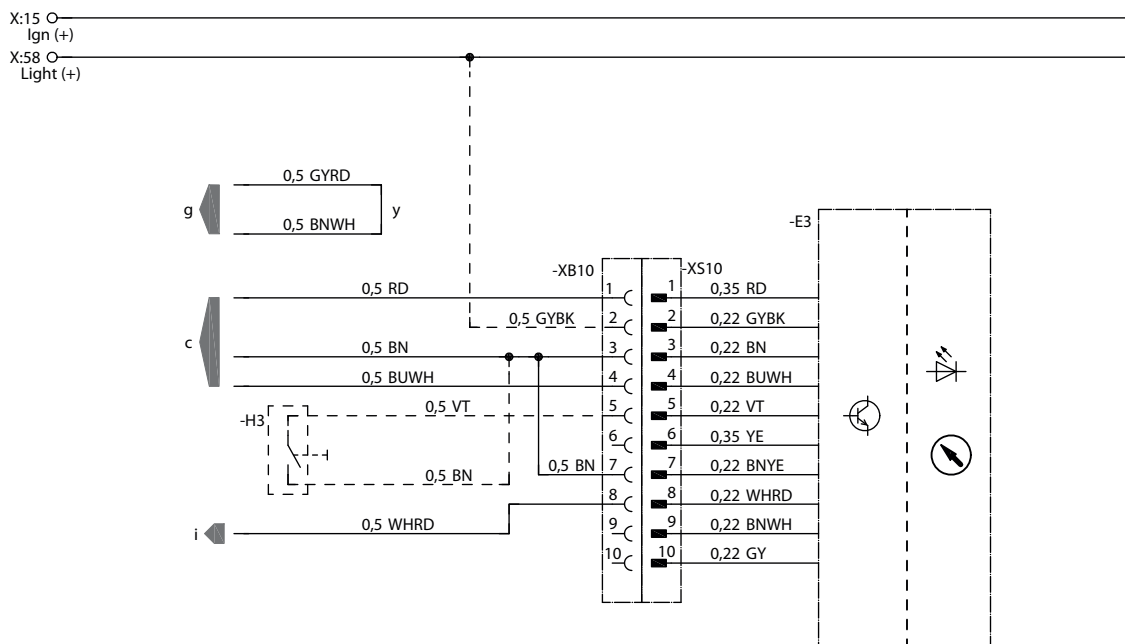 X:15
Ign (+)
X:58
Light (+)
0,5 GYRD
g
y
0,5 BNWH
-E3
-XB10
-XS10
0,5 RD
1
1
0,35 RD
0,5 GYBK
2
2
0,22 GYBK
c
0,5 BN
3
3
0,22 BN
0,5 BUWH
4
4
0,22 BUWH
-H3
0,5 VT
5
5
0,22 VT
6
6
0,35 YE
0,5 BN
0,5 BN
7
7
0,22 BNYE
8
8
0,22 WHRD
i
0,5 WHRD
9
9
0,22 BNWH
10
10
0,22 GY